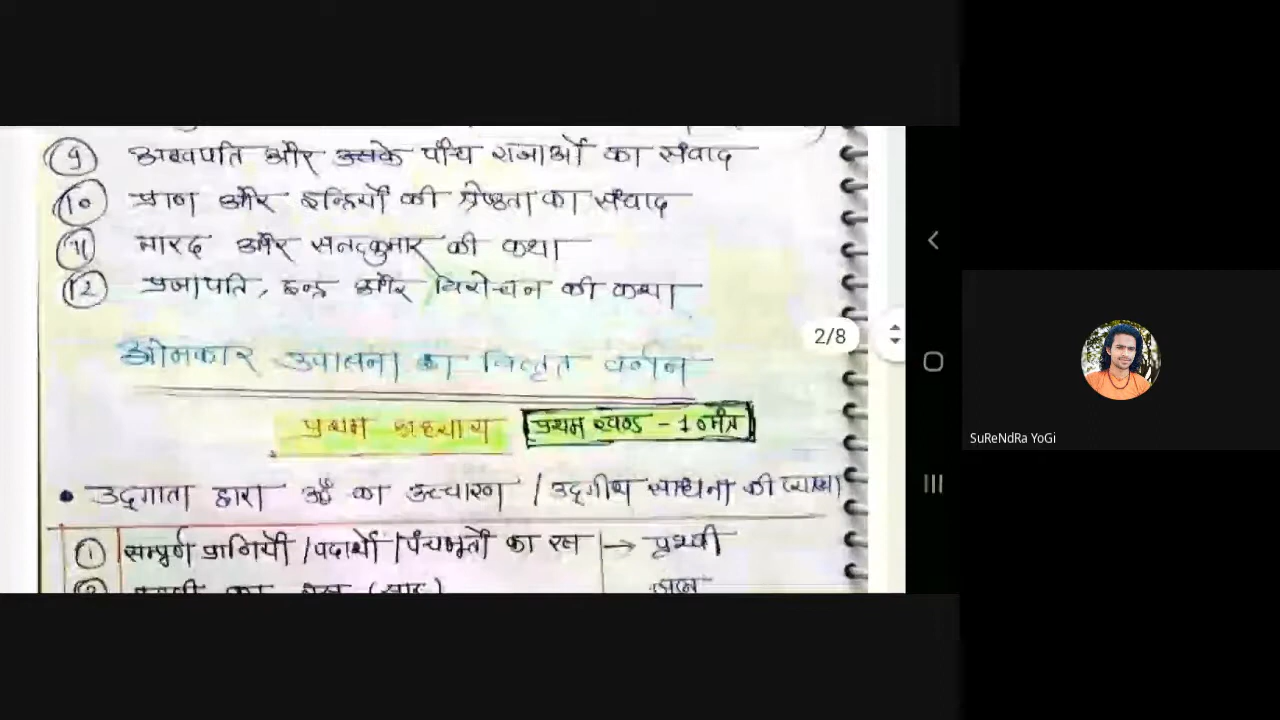 9 अश्वपति और उसके पाँच राजाओं का संवाद
10 प्राण और इन्द्रियों की श्रेष्ठता का संवाद
11 नारद और सनत्कुमार की कथा
12 प्रजापति, इन्द्र और विरोचन की कथा
2/8
ओमकार उपासना का विस्तृत वर्णन
प्रथम अध्याय प्रथम खण्ड - 10 मंत्र
SuReNdRa YoGi
• उद्‌गाता द्वारा ॐ का उच्चारण / उद्‌गीथ साधना की व्याख्या
① सम्पूर्ण प्राणियों / पदार्थों / पंचभूतों का रस → पृथ्वी